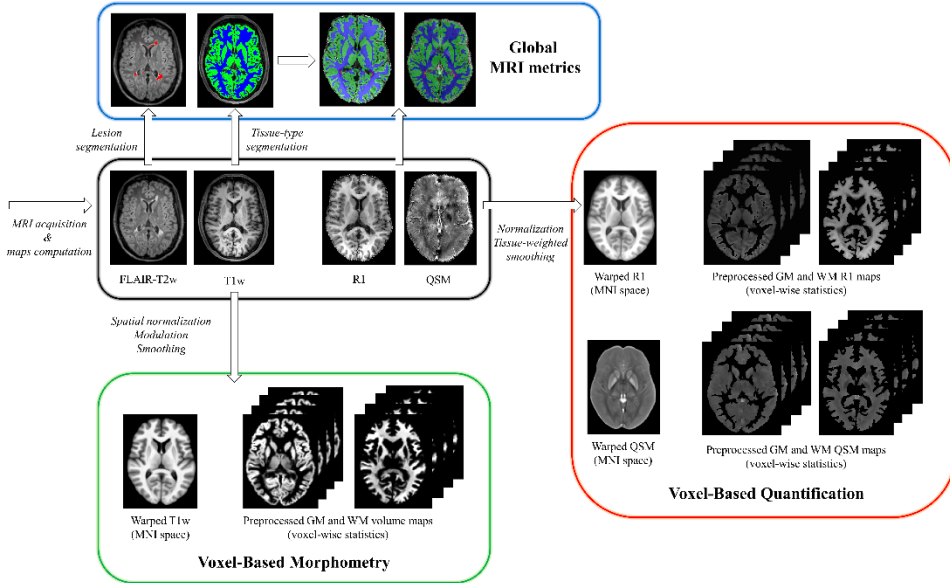 Global
MRI metrics
Lesion
segmentation
Tissue-type
segmentation
MRI acquisition
&
maps computation
FLAIR-T2w
T1w
R1
QSM
Normalization
Tissue-weighted
smoothing
Warped R1
(MNI space)
Preprocessed GM and WM R1 maps
(voxel-wise statistics)
Warped QSM
(MNI space)
Preprocessed GM and WM QSM maps
(voxel-wise statistics)
Voxel-Based Quantification
Spatial normalization
Modulation
Smoothing
Warped T1w
(MNI space)
Preprocessed GM and WM volume maps
(voxel-wise statistics)
Voxel-Based Morphometry